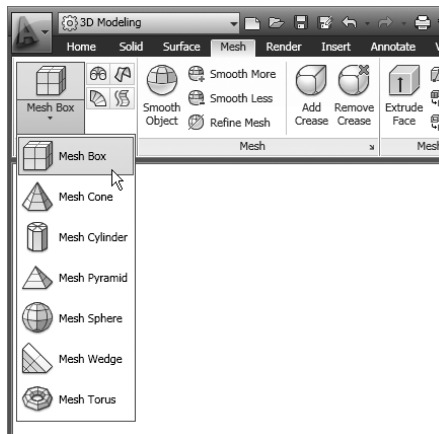 3D Modeling
Home Solid Surface Mesh Render Insert Annotate
Mesh Box
Smooth Object
Smooth More
Smooth Less
Refine Mesh
Add Crease
Remove Crease
Extrude Face
Mesh
Mesh Box
Mesh Cone
Mesh Cylinder
Mesh Pyramid
Mesh Sphere
Mesh Wedge
Mesh Torus